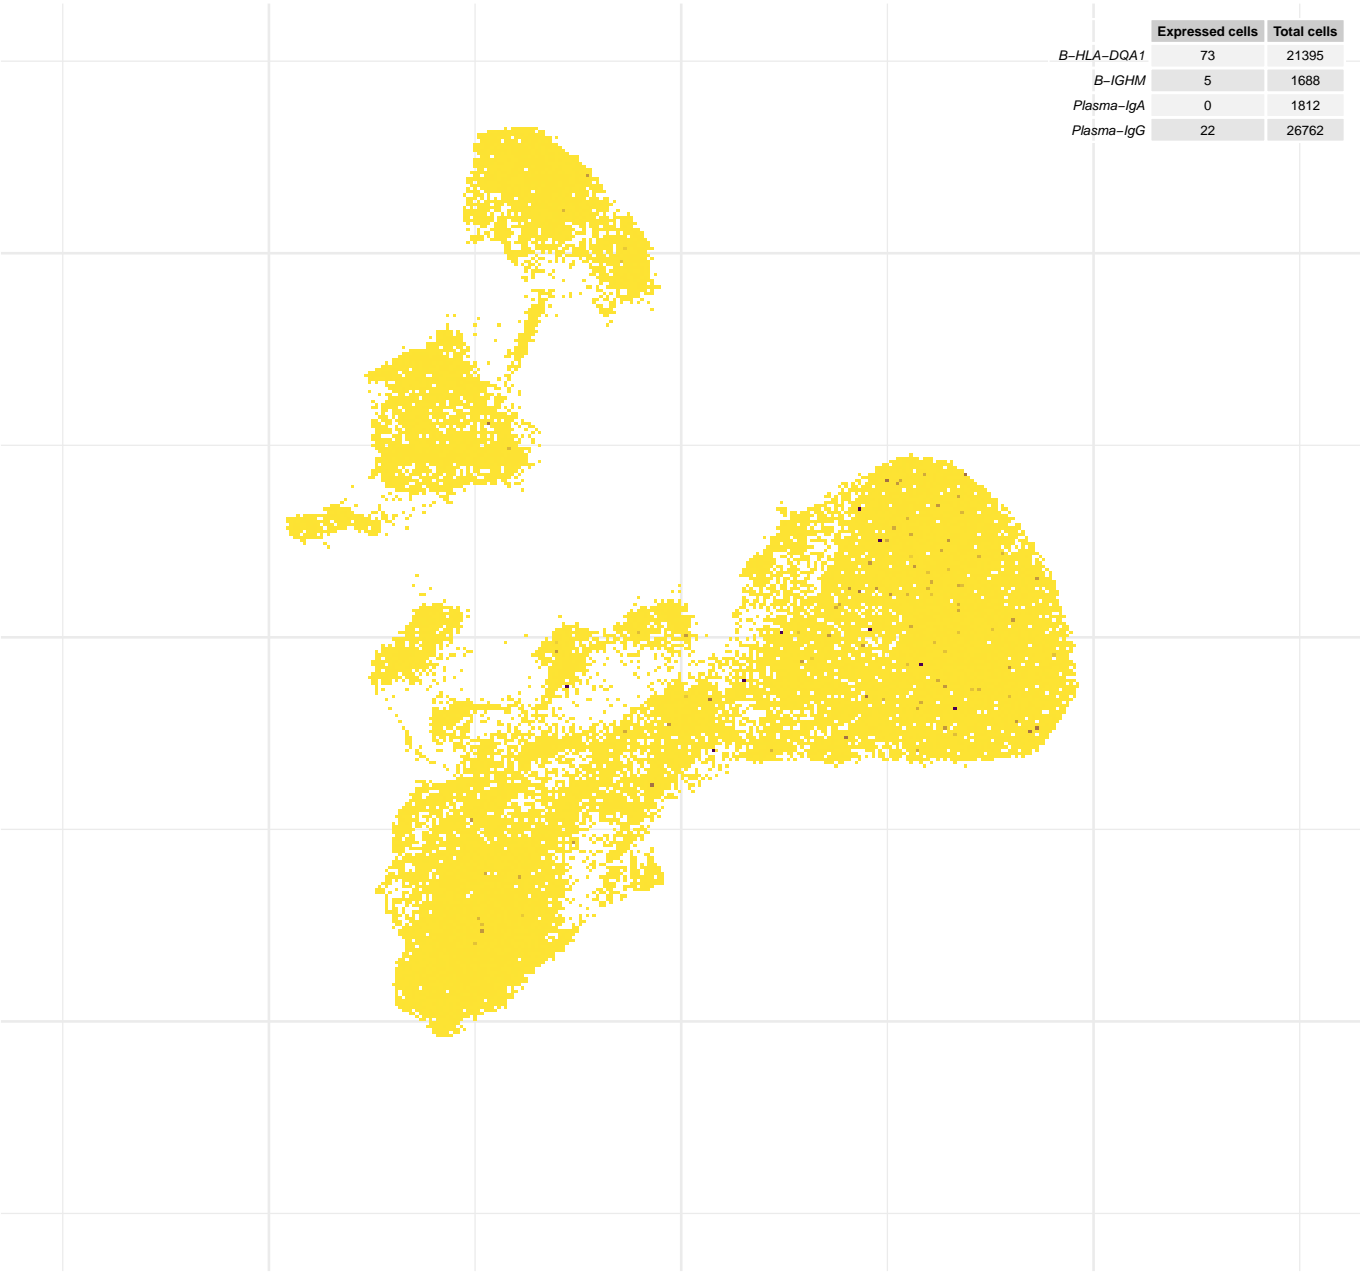 Expressed cells Total cells
B−HLA−DQA1 73 21395
B−IGHM 5 1688
Plasma−IgA 0 1812
Plasma−IgG 22 26762